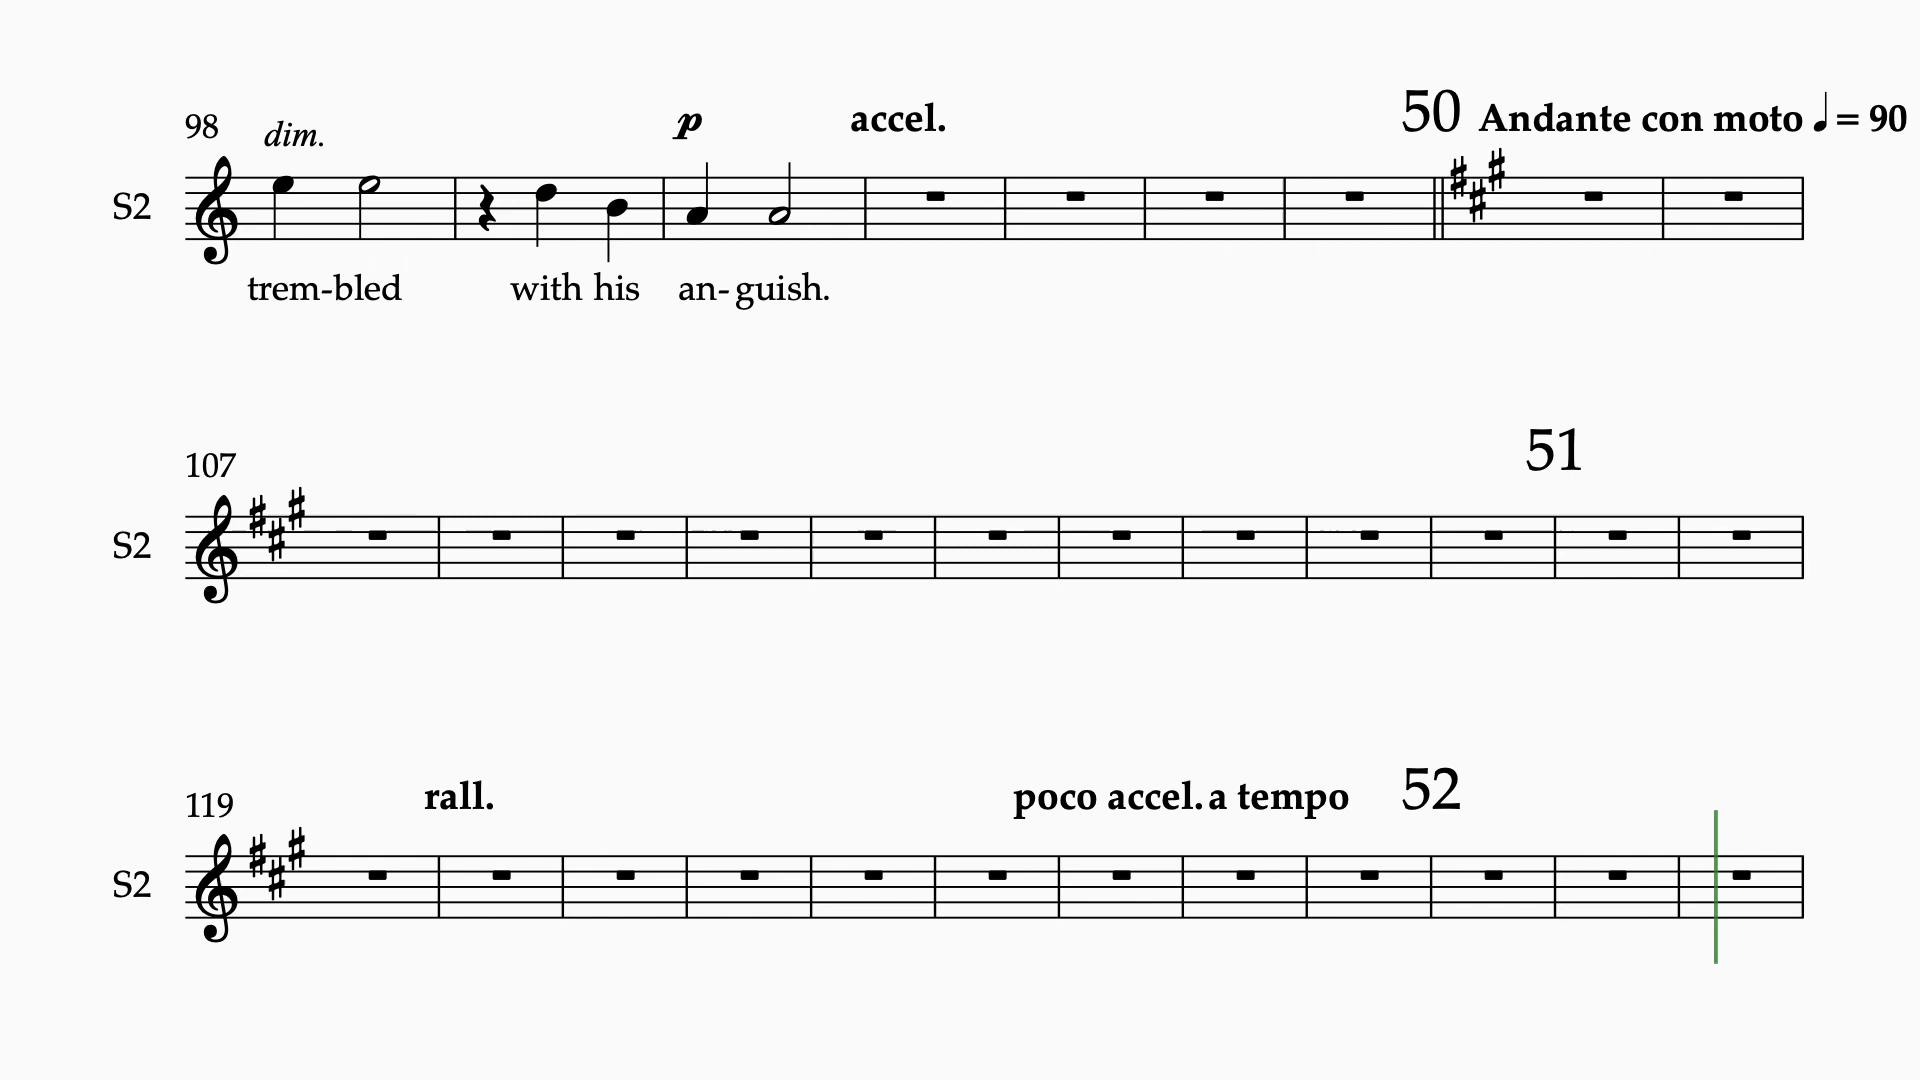 98 dim. p accel. 50 Andante con moto ♩ = 90
S2
trem-bled with his an-guish.
107 51
S2
119 rall. poco accel. a tempo 52
S2